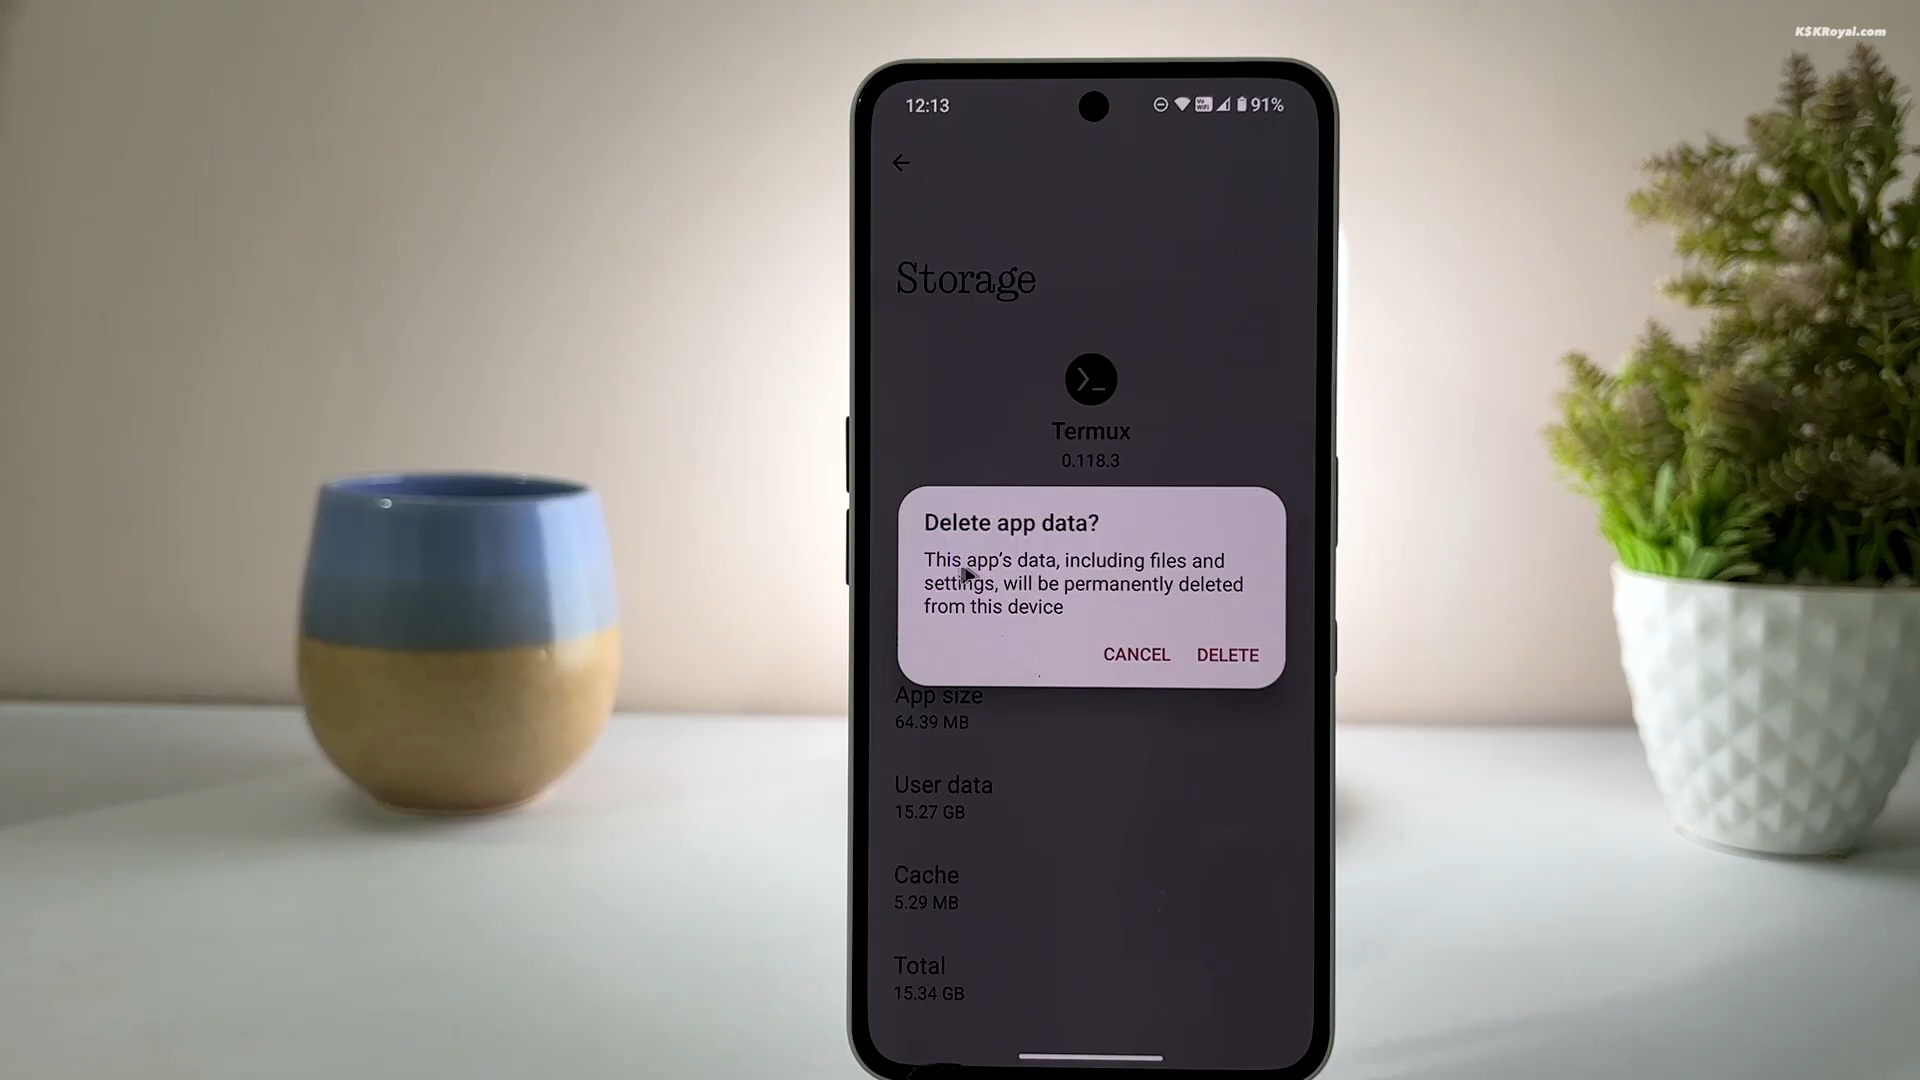 K$KRoyal.com
12:13
91%
Storage
Termux
0.118.3
Delete app data?
This app's data, including files and
settings, will be permanently deleted
from this device
CANCEL DELETE
App size
64.39 MB
User data
15.27 GB
Cache
5.29 MB
Total
15.34 GB